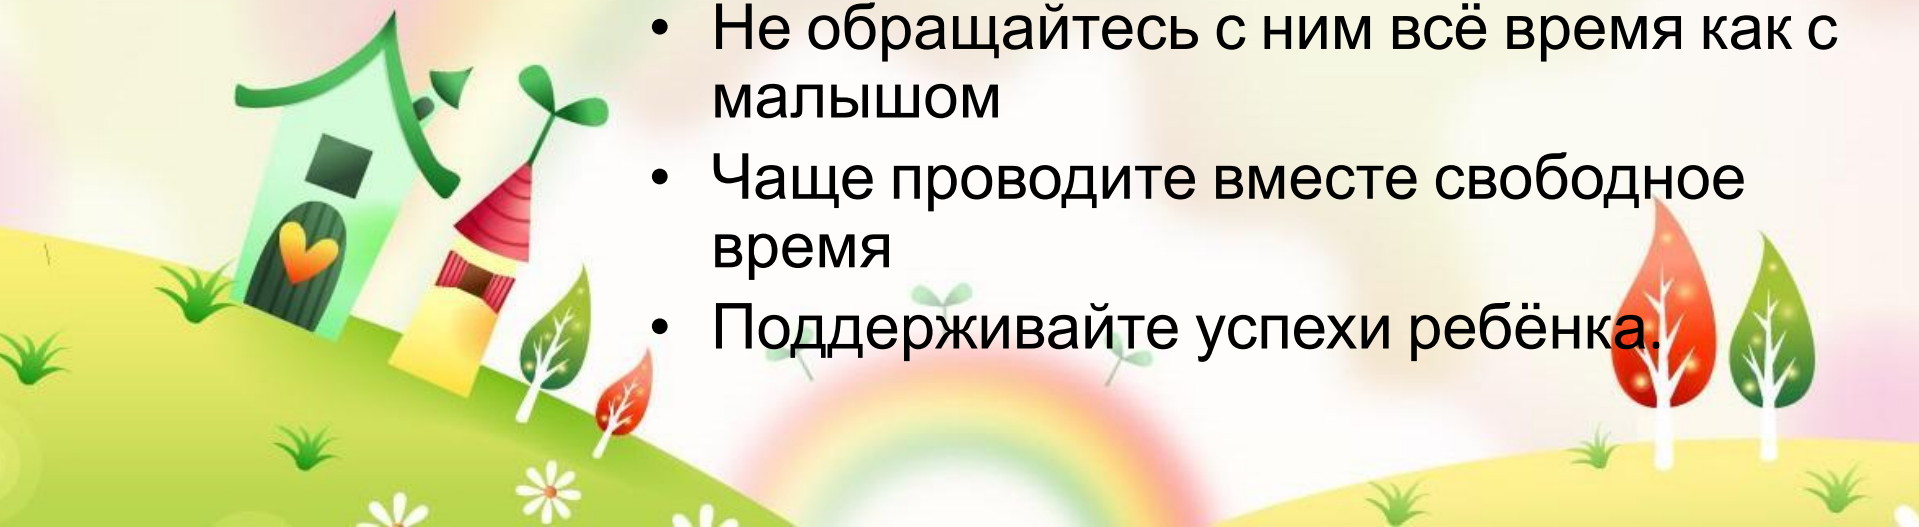 • Не обращайтесь с ним всё время как с
малышом
• Чаще проводите вместе свободное
время
• Поддерживайте успехи ребёнка.